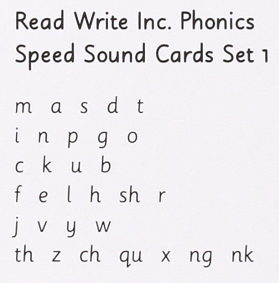 Read Write Inc. Phonics
Speed Sound Cards Set 1
m a s d t
i n p g o
c k u b
f e l h sh r
j v y w
th z ch qu x ng nk